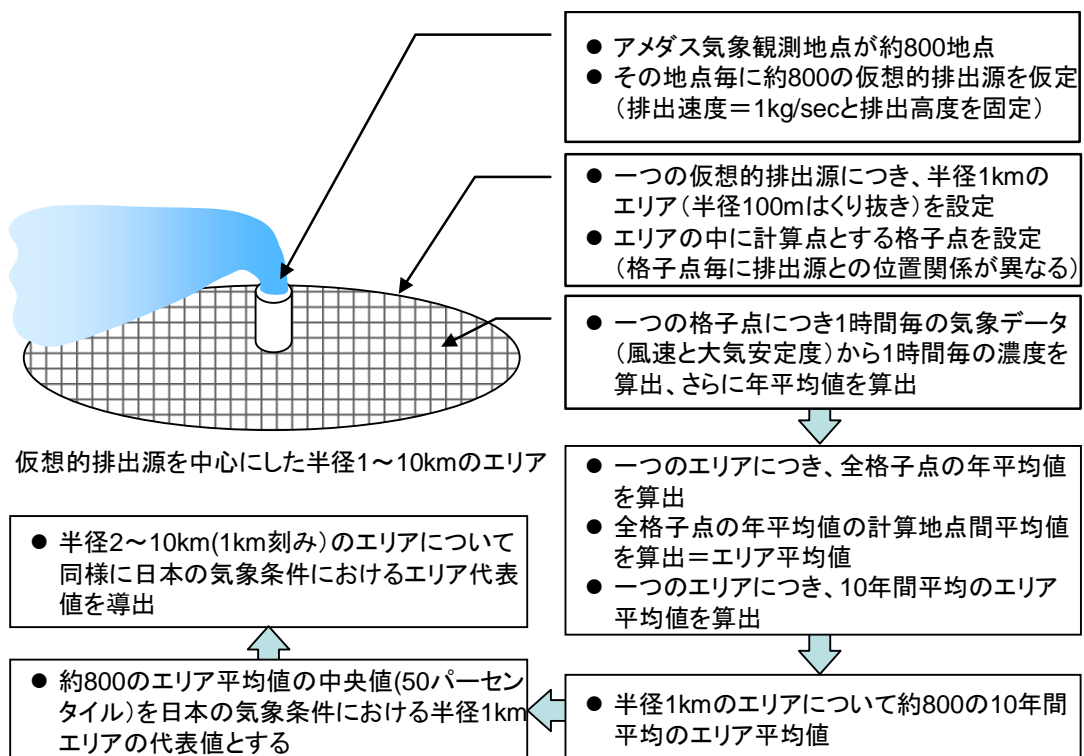 ● アメダス気象観測地点が約800地点
● その地点毎に約800の仮想的排出源を仮定
（排出速度＝1kg/secと排出高度を固定）
● 一つの仮想的排出源につき、半径1kmの
エリア（半径100mはくり抜き）を設定
● エリアの中に計算点とする格子点を設定
（格子点毎に排出源との位置関係が異なる）
● 一つの格子点につき1時間毎の気象データ
（風速と大気安定度）から1時間毎の濃度を
算出、さらに年平均値を算出
仮想的排出源を中心にした半径1～10kmのエリア
● 一つのエリアにつき、全格子点の年平均値
を算出
● 全格子点の年平均値の計算地点間平均値
を算出＝エリア平均値
● 一つのエリアにつき、10年間平均のエリア
平均値を算出
● 半径1kmのエリアについて約800の10年間
平均のエリア平均値
● 約800のエリア平均値の中央値(50パーセン
タイル）を日本の気象条件における半径1km
エリアの代表値とする
● 半径2～10km(1km刻み）のエリアについて
同様に日本の気象条件におけるエリア代表
値を導出